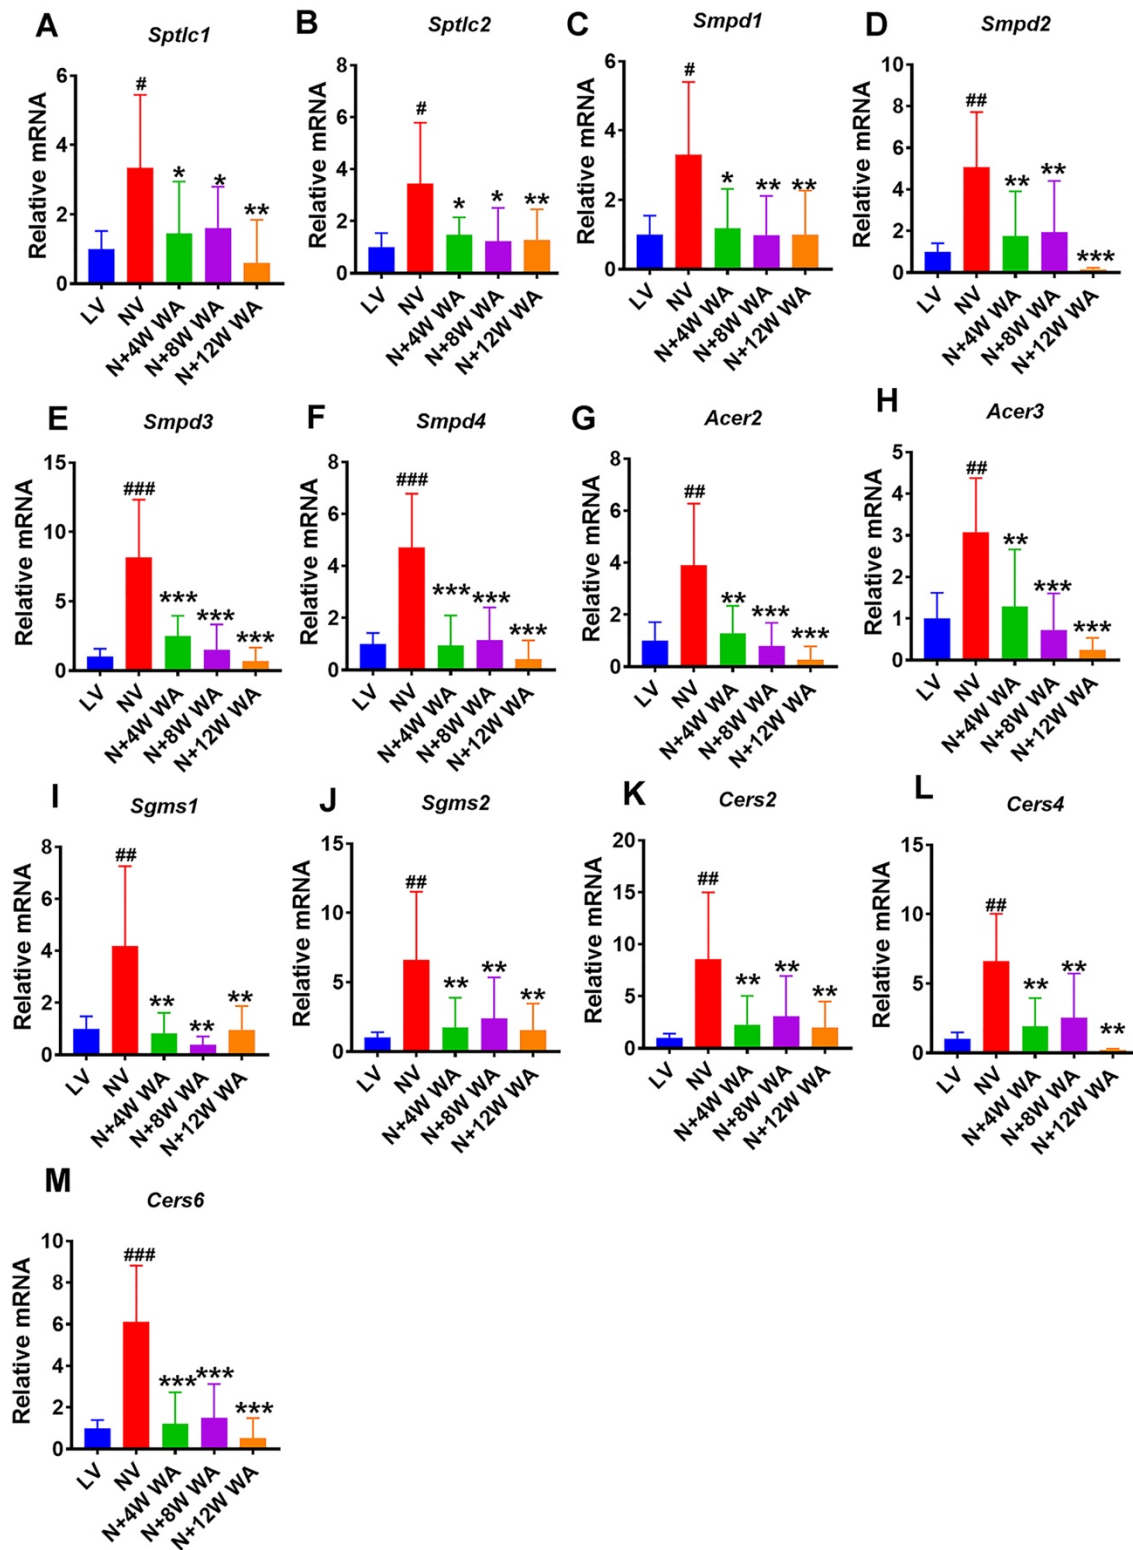 A
Sptlc1
Relative mRNA
6
4
2
0
#
*
*
**
LV
NV
N+4W WA
N+8W WA
N+12W WA
B
Sptlc2
Relative mRNA
8
6
4
2
0
#
*
*
**
LV
NV
N+4W WA
N+8W WA
N+12W WA
C
Smpd1
Relative mRNA
6
4
2
0
#
*
**
**
LV
NV
N+4W WA
N+8W WA
N+12W WA
D
Smpd2
Relative mRNA
10
8
6
4
2
0
##
**
**
***
LV
NV
N+4W WA
N+8W WA
N+12W WA
E
Smpd3
Relative mRNA
15
10
5
0
###
***
***
***
LV
NV
N+4W WA
N+8W WA
N+12W WA
F
Smpd4
Relative mRNA
8
6
4
2
0
###
***
***
***
LV
NV
N+4W WA
N+8W WA
N+12W WA
G
Acer2
Relative mRNA
8
6
4
2
0
##
**
***
***
LV
NV
N+4W WA
N+8W WA
N+12W WA
H
Acer3
Relative mRNA
5
4
3
2
1
0
##
**
***
***
LV
NV
N+4W WA
N+8W WA
N+12W WA
I
Sgms1
Relative mRNA
8
6
4
2
0
##
**
**
**
LV
NV
N+4W WA
N+8W WA
N+12W WA
J
Sgms2
Relative mRNA
15
10
5
0
##
**
**
**
LV
NV
N+4W WA
N+8W WA
N+12W WA
K
Cers2
Relative mRNA
20
15
10
5
0
##
**
**
**
LV
NV
N+4W WA
N+8W WA
N+12W WA
L
Cers4
Relative mRNA
15
10
5
0
##
**
**
**
LV
NV
N+4W WA
N+8W WA
N+12W WA
M
Cers6
Relative mRNA
10
8
6
4
2
0
###
***
***
***
LV
NV
N+4W WA
N+8W WA
N+12W WA